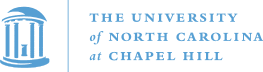 THE UNIVERSITY
of NORTH CAROLINA
at CHAPEL HILL